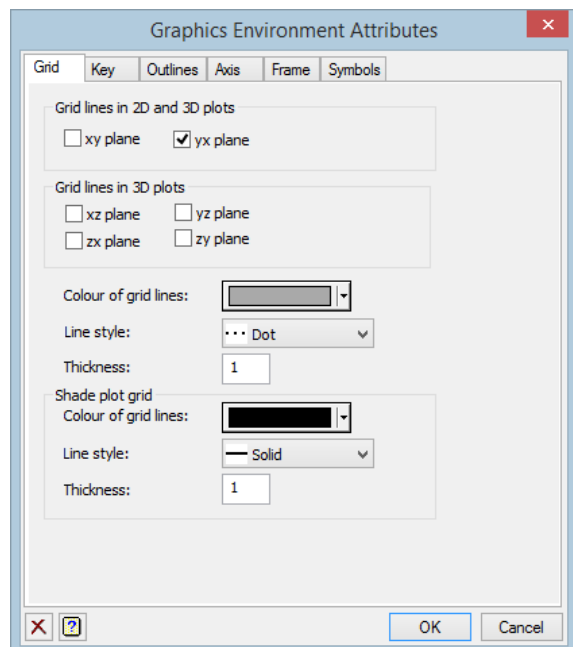 Graphics Environment Attributes
Grid Key Outlines Axis Frame Symbols
Grid lines in 2D and 3D plots
xy plane yx plane
Grid lines in 3D plots
xz plane yz plane
zx plane zy plane
Colour of grid lines:
Line style: Dot
Thickness: 1
Shade plot grid
Colour of grid lines:
Line style: Solid
Thickness: 1
OK Cancel